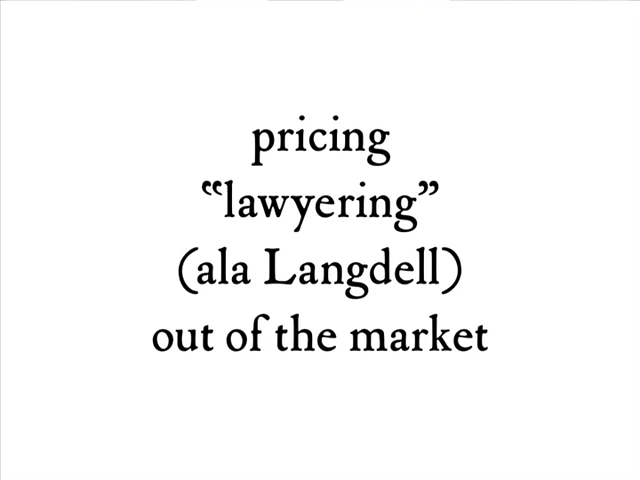 pricing
“lawyering”
(ala Langdell)
out of the market